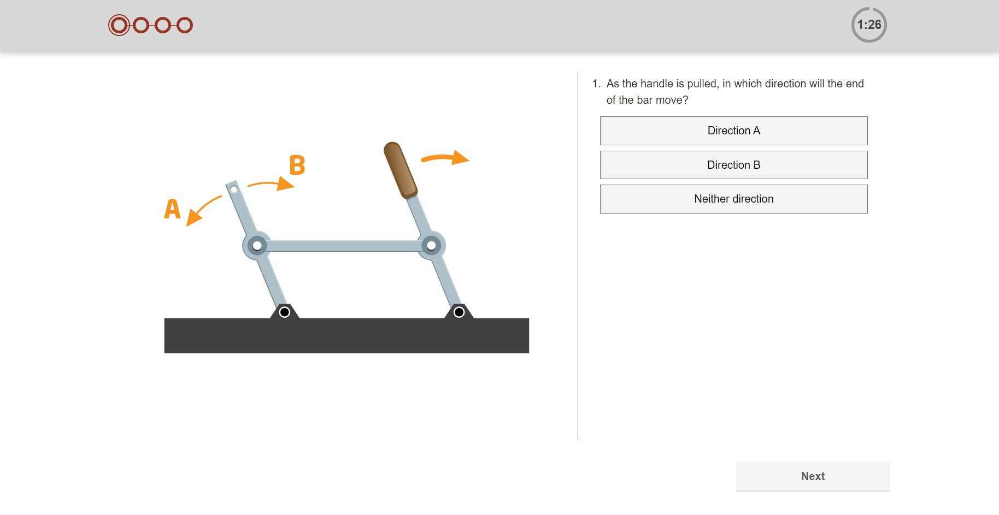 1:26
1. As the handle is pulled, in which direction will the end
of the bar move?
Direction A
Direction B
Neither direction
B
A
Next